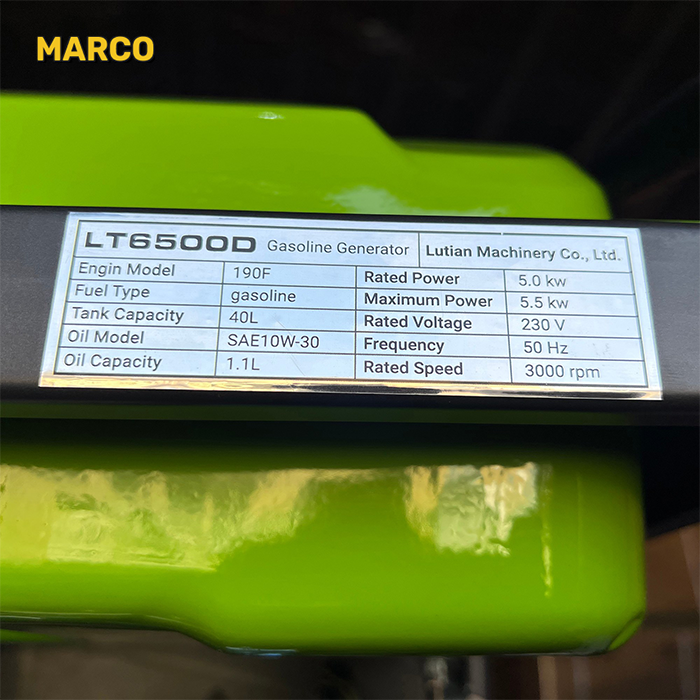 MARCO
LT6500D Gasoline Generator Lutian Machinery Co., Ltd.
Engin Model 190F Rated Power 5.0 kw
Fuel Type gasoline Maximum Power 5.5 kw
Tank Capacity 40L Rated Voltage 230 V
Oil Model SAE10W-30 Frequency 50 Hz
Oil Capacity 1.1L Rated Speed 3000 rpm